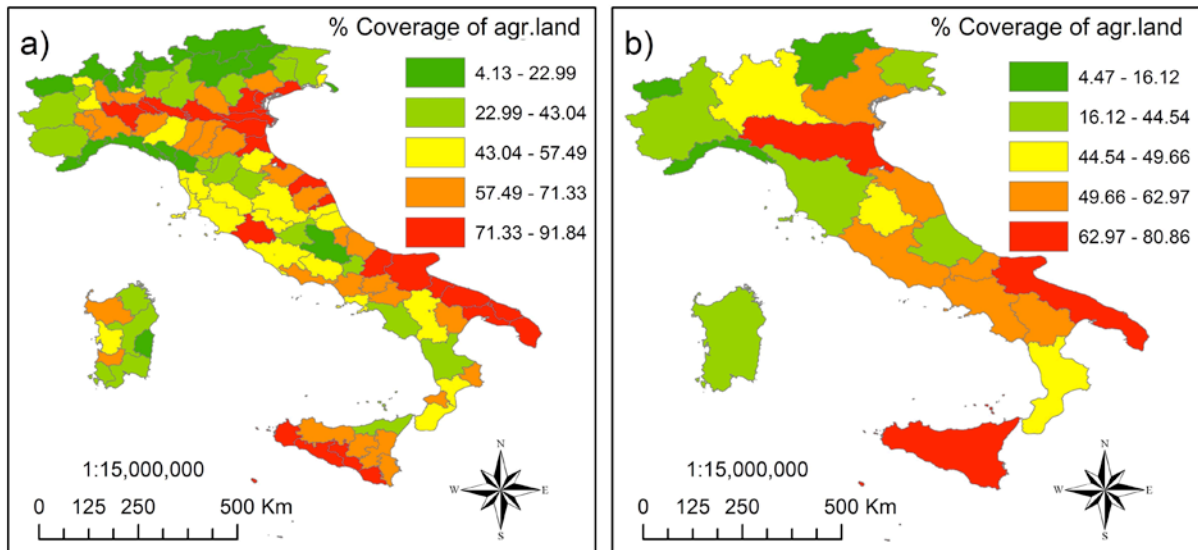 a) % Coverage of agr.land
4.13 - 22.99
22.99 - 43.04
43.04 - 57.49
57.49 - 71.33
71.33 - 91.84
1:15,000,000
0 125 250 500 Km
N
W E
S
b) % Coverage of agr.land
4.47 - 16.12
16.12 - 44.54
44.54 - 49.66
49.66 - 62.97
62.97 - 80.86
1:15,000,000
0 125 250 500 Km
N
W E
S